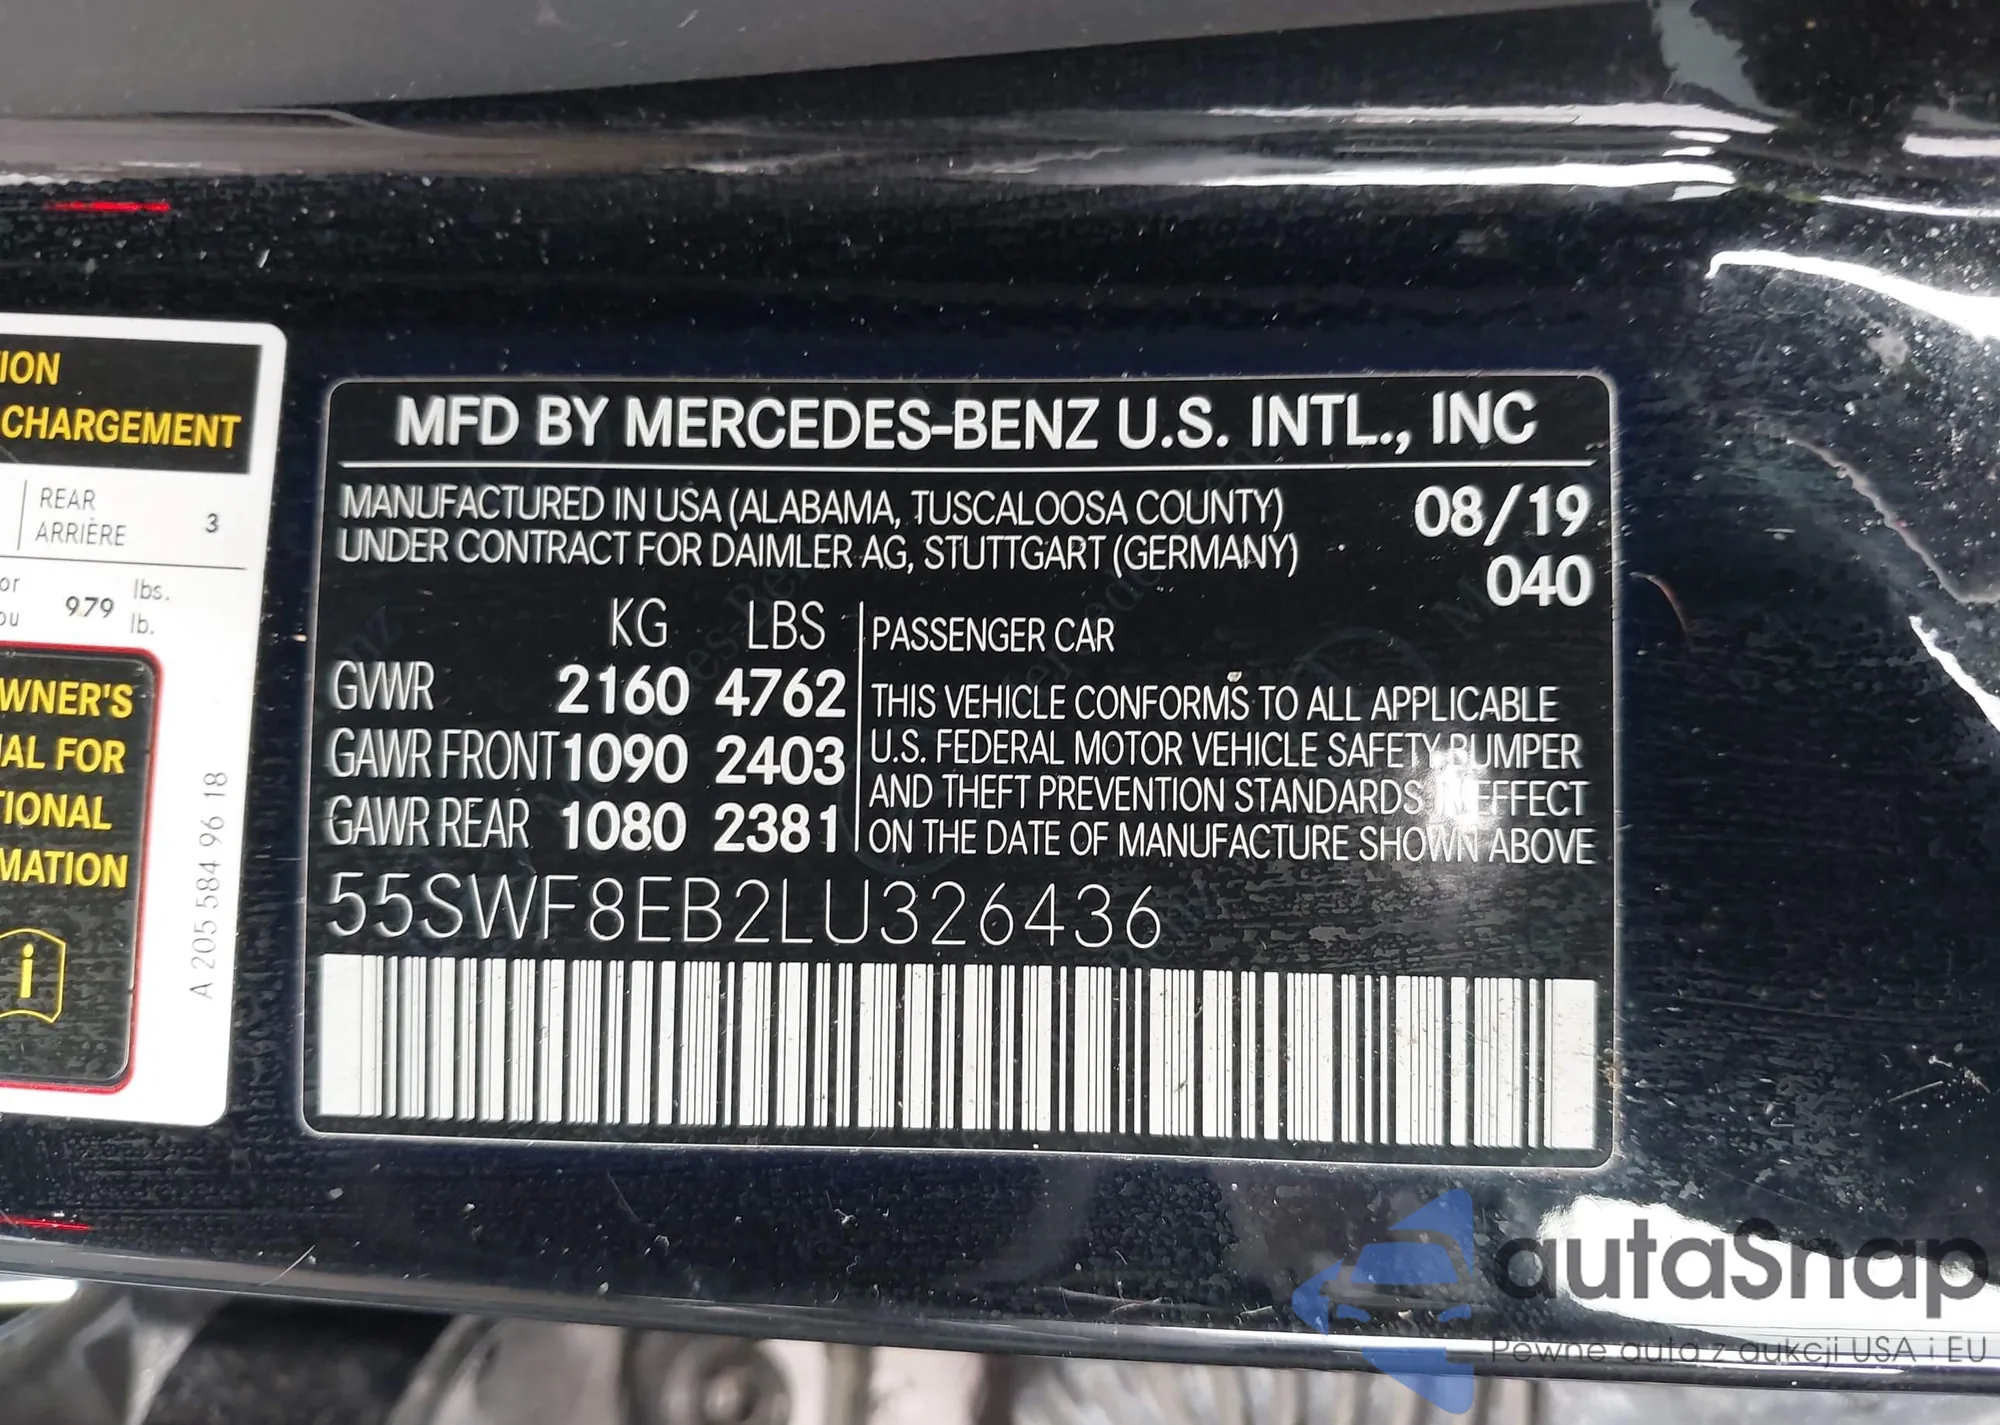 ION
CHARGEMENT
REAR
ARRIÈRE 3
or
ou 979 lbs.
lb.
WNER'S
AL FOR
TIONAL
MATION
i
A 205 584 96 18
MFD BY MERCEDES-BENZ U.S. INTL., INC
MANUFACTURED IN USA (ALABAMA, TUSCALOOSA COUNTY) 08/19
UNDER CONTRACT FOR DAIMLER AG, STUTTGART (GERMANY) 040
KG LBS
GVWR 2160 4762
GAWR FRONT 1090 2403
GAWR REAR 1080 2381
PASSENGER CAR
THIS VEHICLE CONFORMS TO ALL APPLICABLE
U.S. FEDERAL MOTOR VEHICLE SAFETY BUMPER
AND THEFT PREVENTION STANDARDS IN EFFECT
ON THE DATE OF MANUFACTURE SHOWN ABOVE
55SWF8EB2LU326436
autaSnap
Pewne auta z aukcji USA i EU